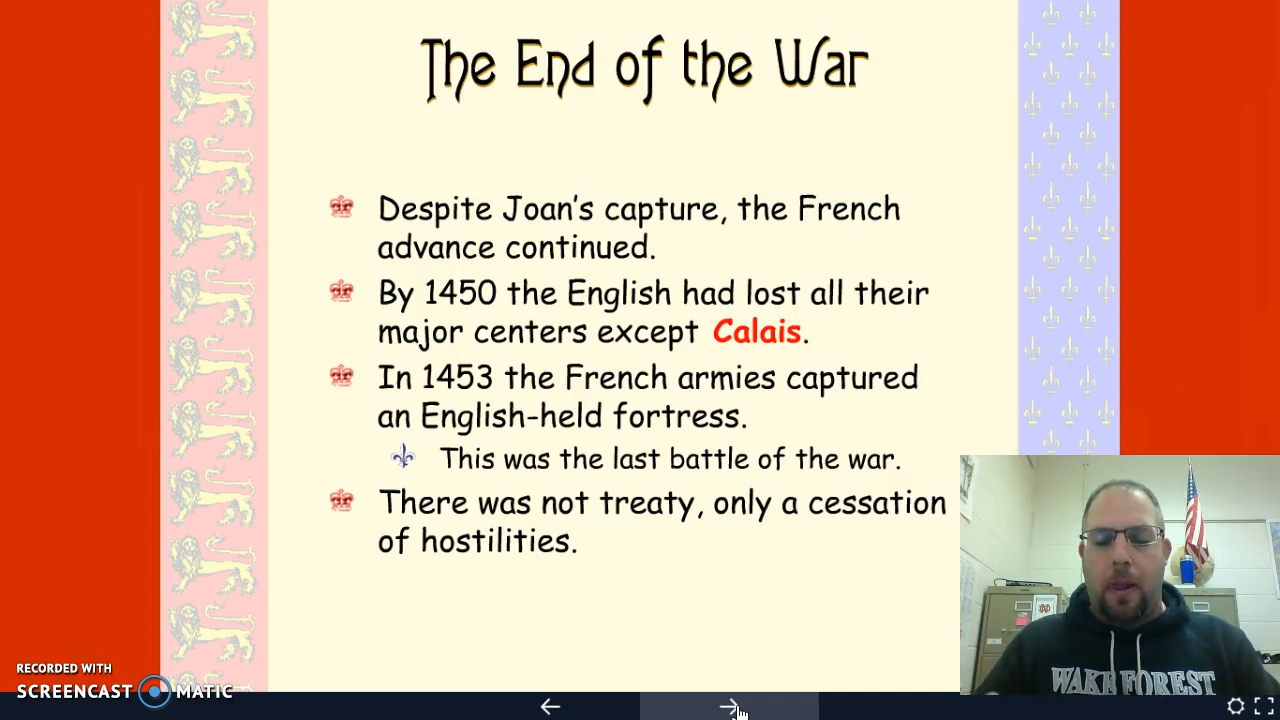 The End of the War
Despite Joan's capture, the French
advance continued.
By 1450 the English had lost all their
major centers except Calais.
In 1453 the French armies captured
an English-held fortress.
This was the last battle of the war.
There was not treaty, only a cessation
of hostilities.
WAKE FOREST
RECORDED WITH
SCREENCAST MATIC